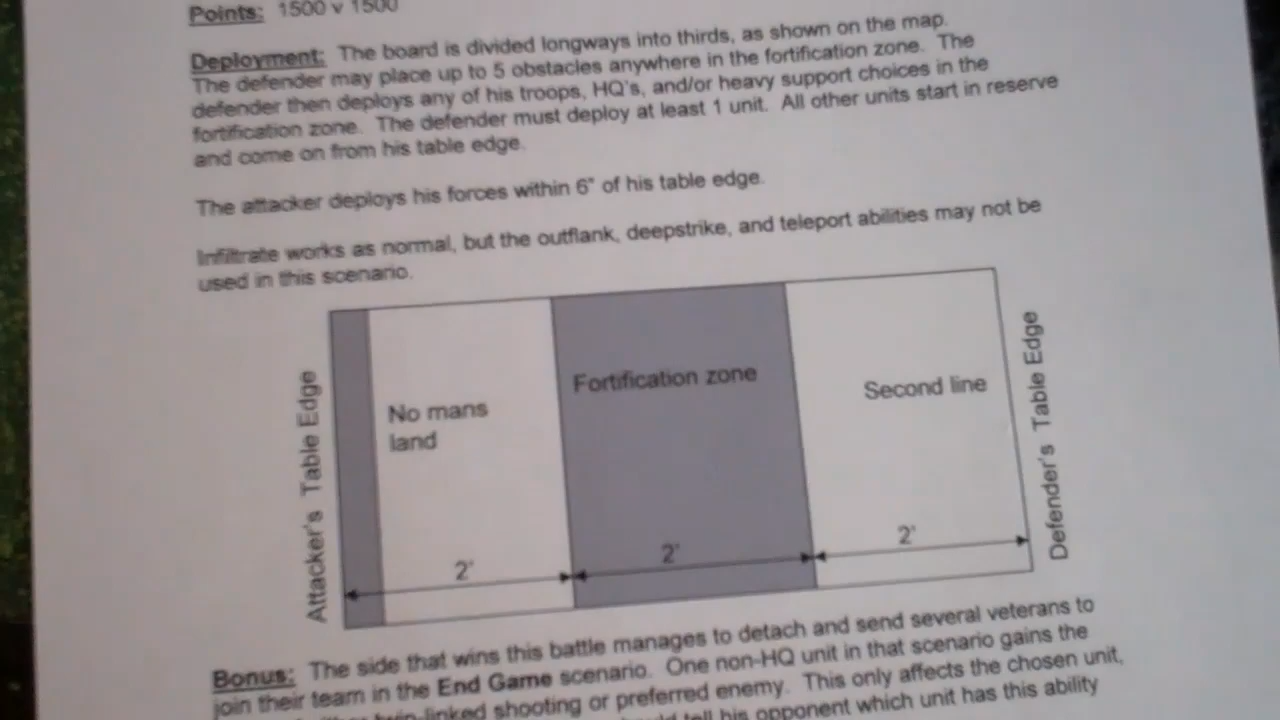 Points: 1500 v 1500
Deployment: The board is divided longways into thirds, as shown on the map.
The defender may place up to 5 obstacles anywhere in the fortification zone. The
defender then deploys any of his troops, HQ's, and/or heavy support choices in the
fortification zone. The defender must deploy at least 1 unit. All other units start in reserve
and come on from his table edge.
The attacker deploys his forces within 6" of his table edge.
Infiltrate works as normal, but the outflank, deepstrike, and teleport abilities may not be
used in this scenario.
Attacker's Table Edge
No mans
land
Fortification zone
Second line
Defender's Table Edge
2'
2'
2'
Bonus: The side that wins this battle manages to detach and send several veterans to
join their team in the End Game scenario. One non-HQ unit in that scenario gains the
twin-linked shooting or preferred enemy. This only affects the chosen unit,
tell his opponent which unit has this ability